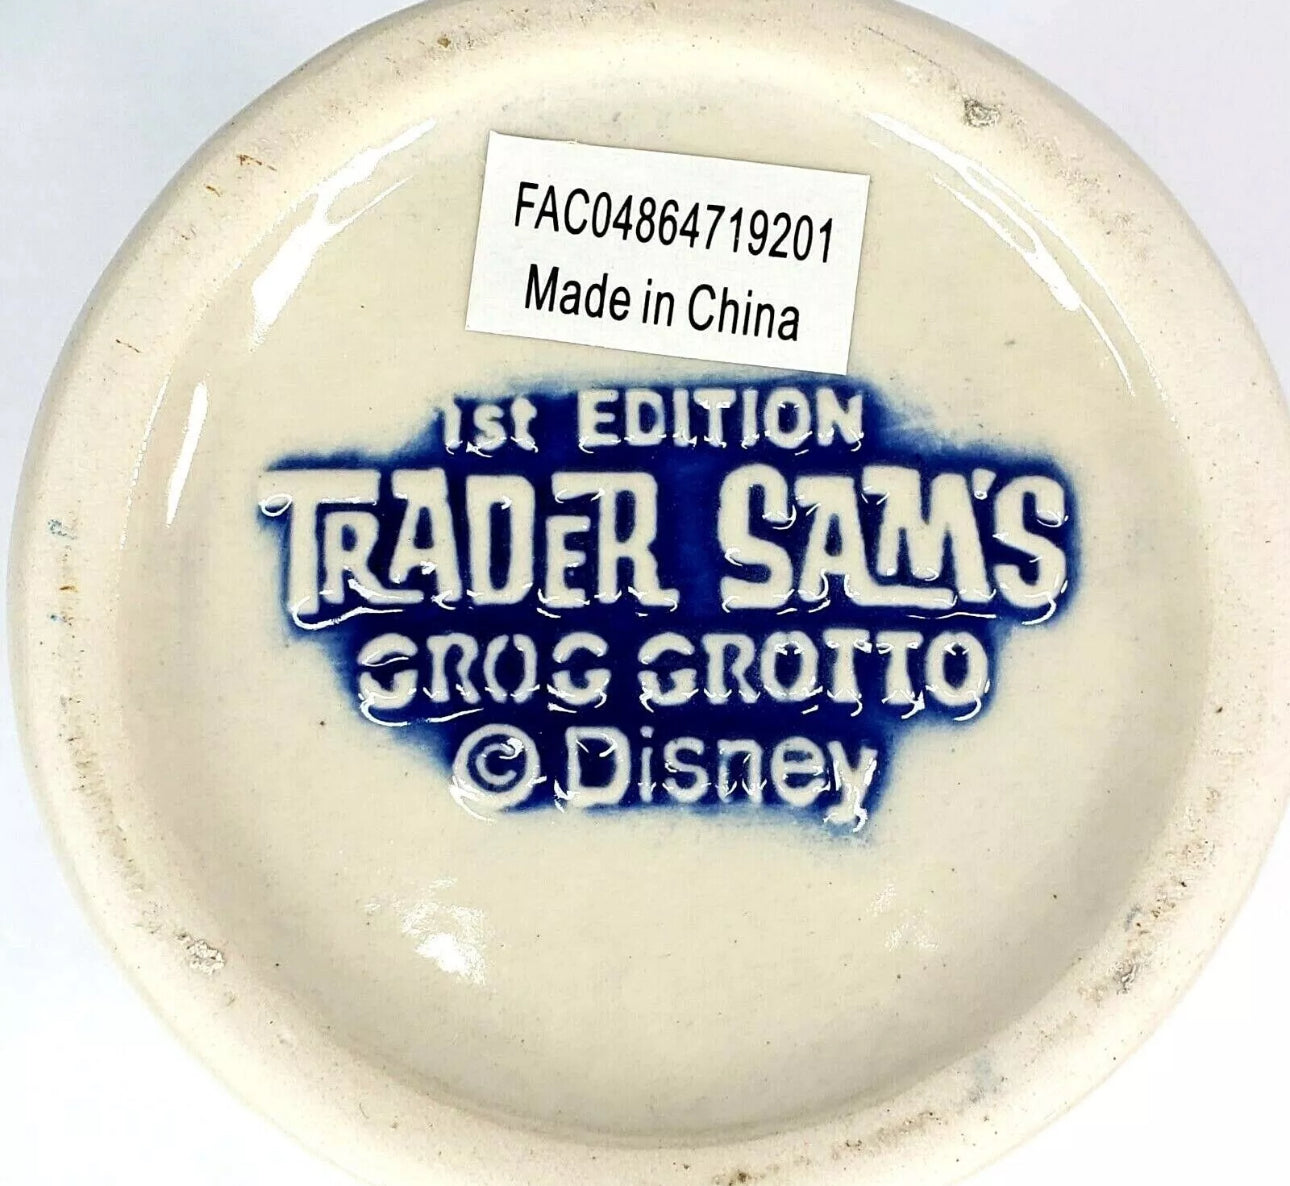 FAC04864719201
Made in China
1st EDITION
TRADER SAM'S
GROG GROTTO
© Disney